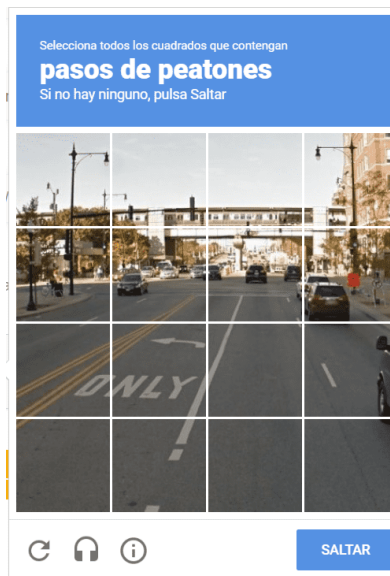 Selecciona todos los cuadrados que contengan
pasos de peatones
Si no hay ninguno, pulsa Saltar
ONLY
SALTAR